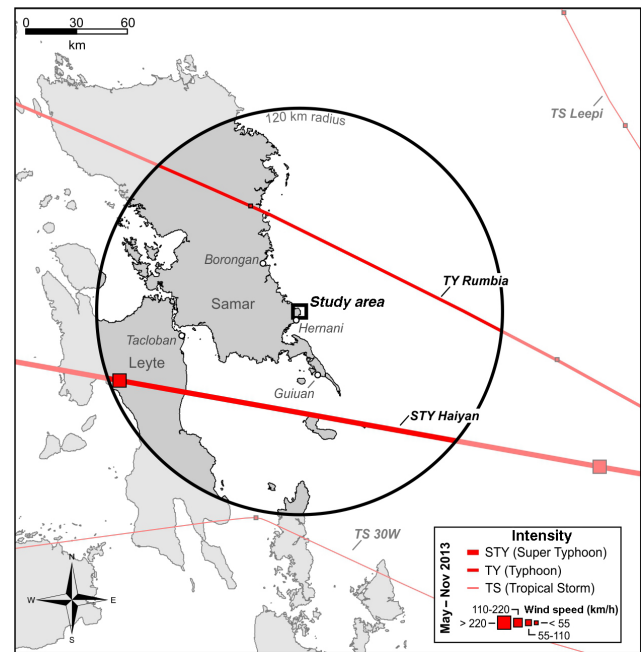 0 30 60
km
TS Leepi
120 km radius
Borongan
TY Rumbia
Samar
Study area
Hernani
Tacloban
Leyte
Guiuan
STY Haiyan
TS 30W
N
W E
S
May – Nov 2013
Intensity
STY (Super Typhoon)
TY (Typhoon)
TS (Tropical Storm)
110-220 Wind speed (km/h)
> 220 < 55
55-110